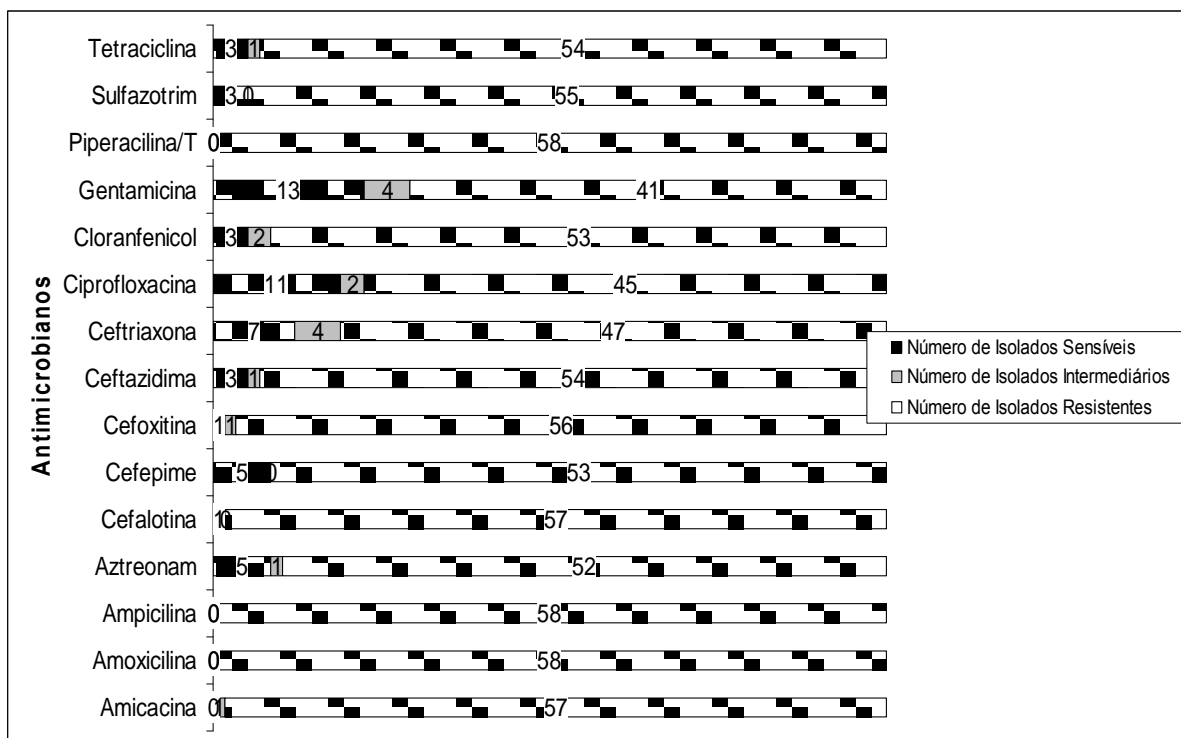 Antimicrobianos
Tetraciclina 3 1 54
Sulfazotrim 3 0 55
Piperacilina/T 0 58
Gentamicina 13 4 41
Cloranfenicol 3 2 53
Ciprofloxacina 11 2 45
Ceftriaxona 7 4 47
Ceftazidima 3 1 54
Cefoxitina 1 1 56
Cefepime 5 0 53
Cefalotina 1 0 57
Aztreonam 5 1 52
Ampicilina 0 58
Amoxicilina 0 58
Amicacina 0 1 57
Número de Isolados Sensíveis
Número de Isolados Intermediários
Número de Isolados Resistentes